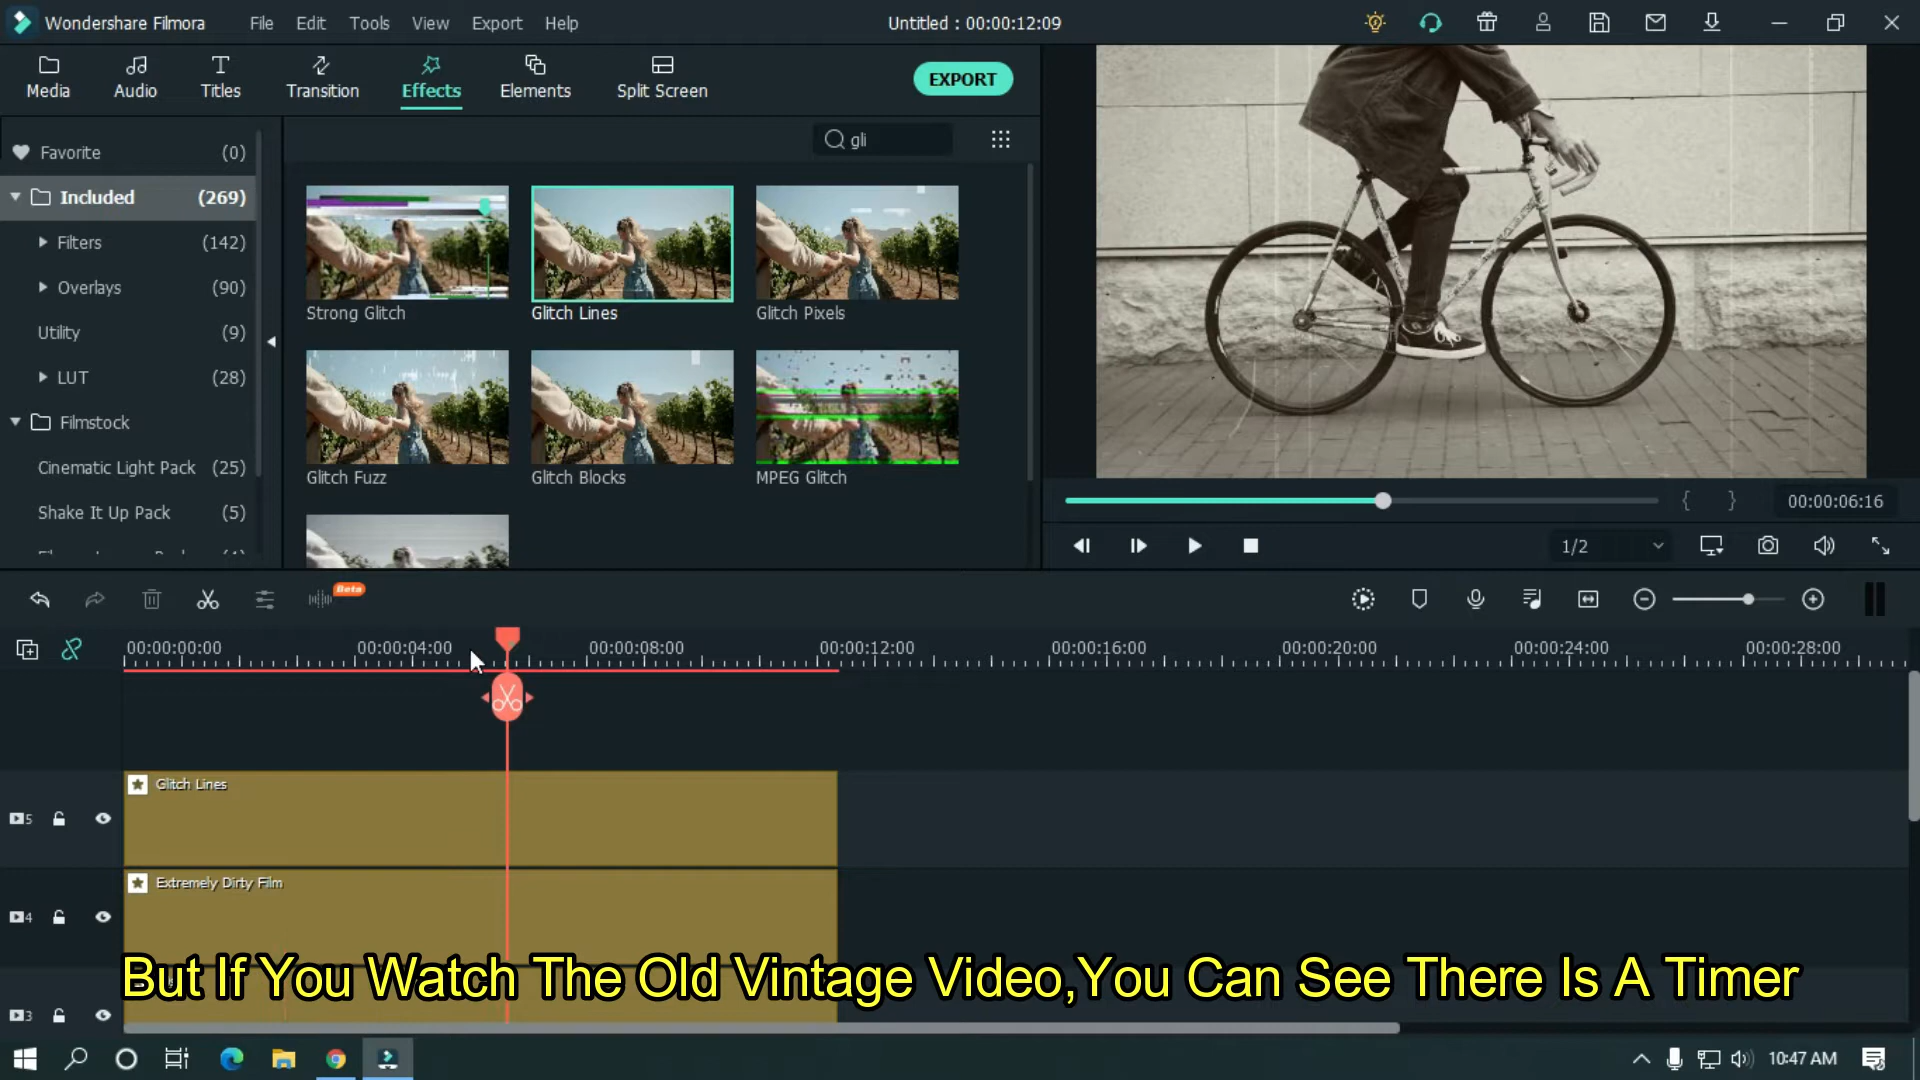 Wondershare Filmora
File Edit Tools View Export Help
Untitled : 00:00:12:09
Media Audio Titles Transition Effects Elements Split Screen
EXPORT
gli
Favorite (0)
Included (269)
Filters (142)
Overlays (90)
Utility (9)
LUT (28)
Filmstock
Cinematic Light Pack (25)
Shake It Up Pack (5)
Strong Glitch Glitch Lines Glitch Pixels
Glitch Fuzz Glitch Blocks MPEG Glitch
{ } 00:00:06:16
1/2
Beta
00:00:00:00 00:00:04:00 00:00:08:00 00:00:12:00 00:00:16:00 00:00:20:00 00:00:24:00 00:00:28:00
Glitch Lines
5
Extremely Dirty Film
4
But If You Watch The Old Vintage Video,You Can See There Is A Timer
3
10:47 AM